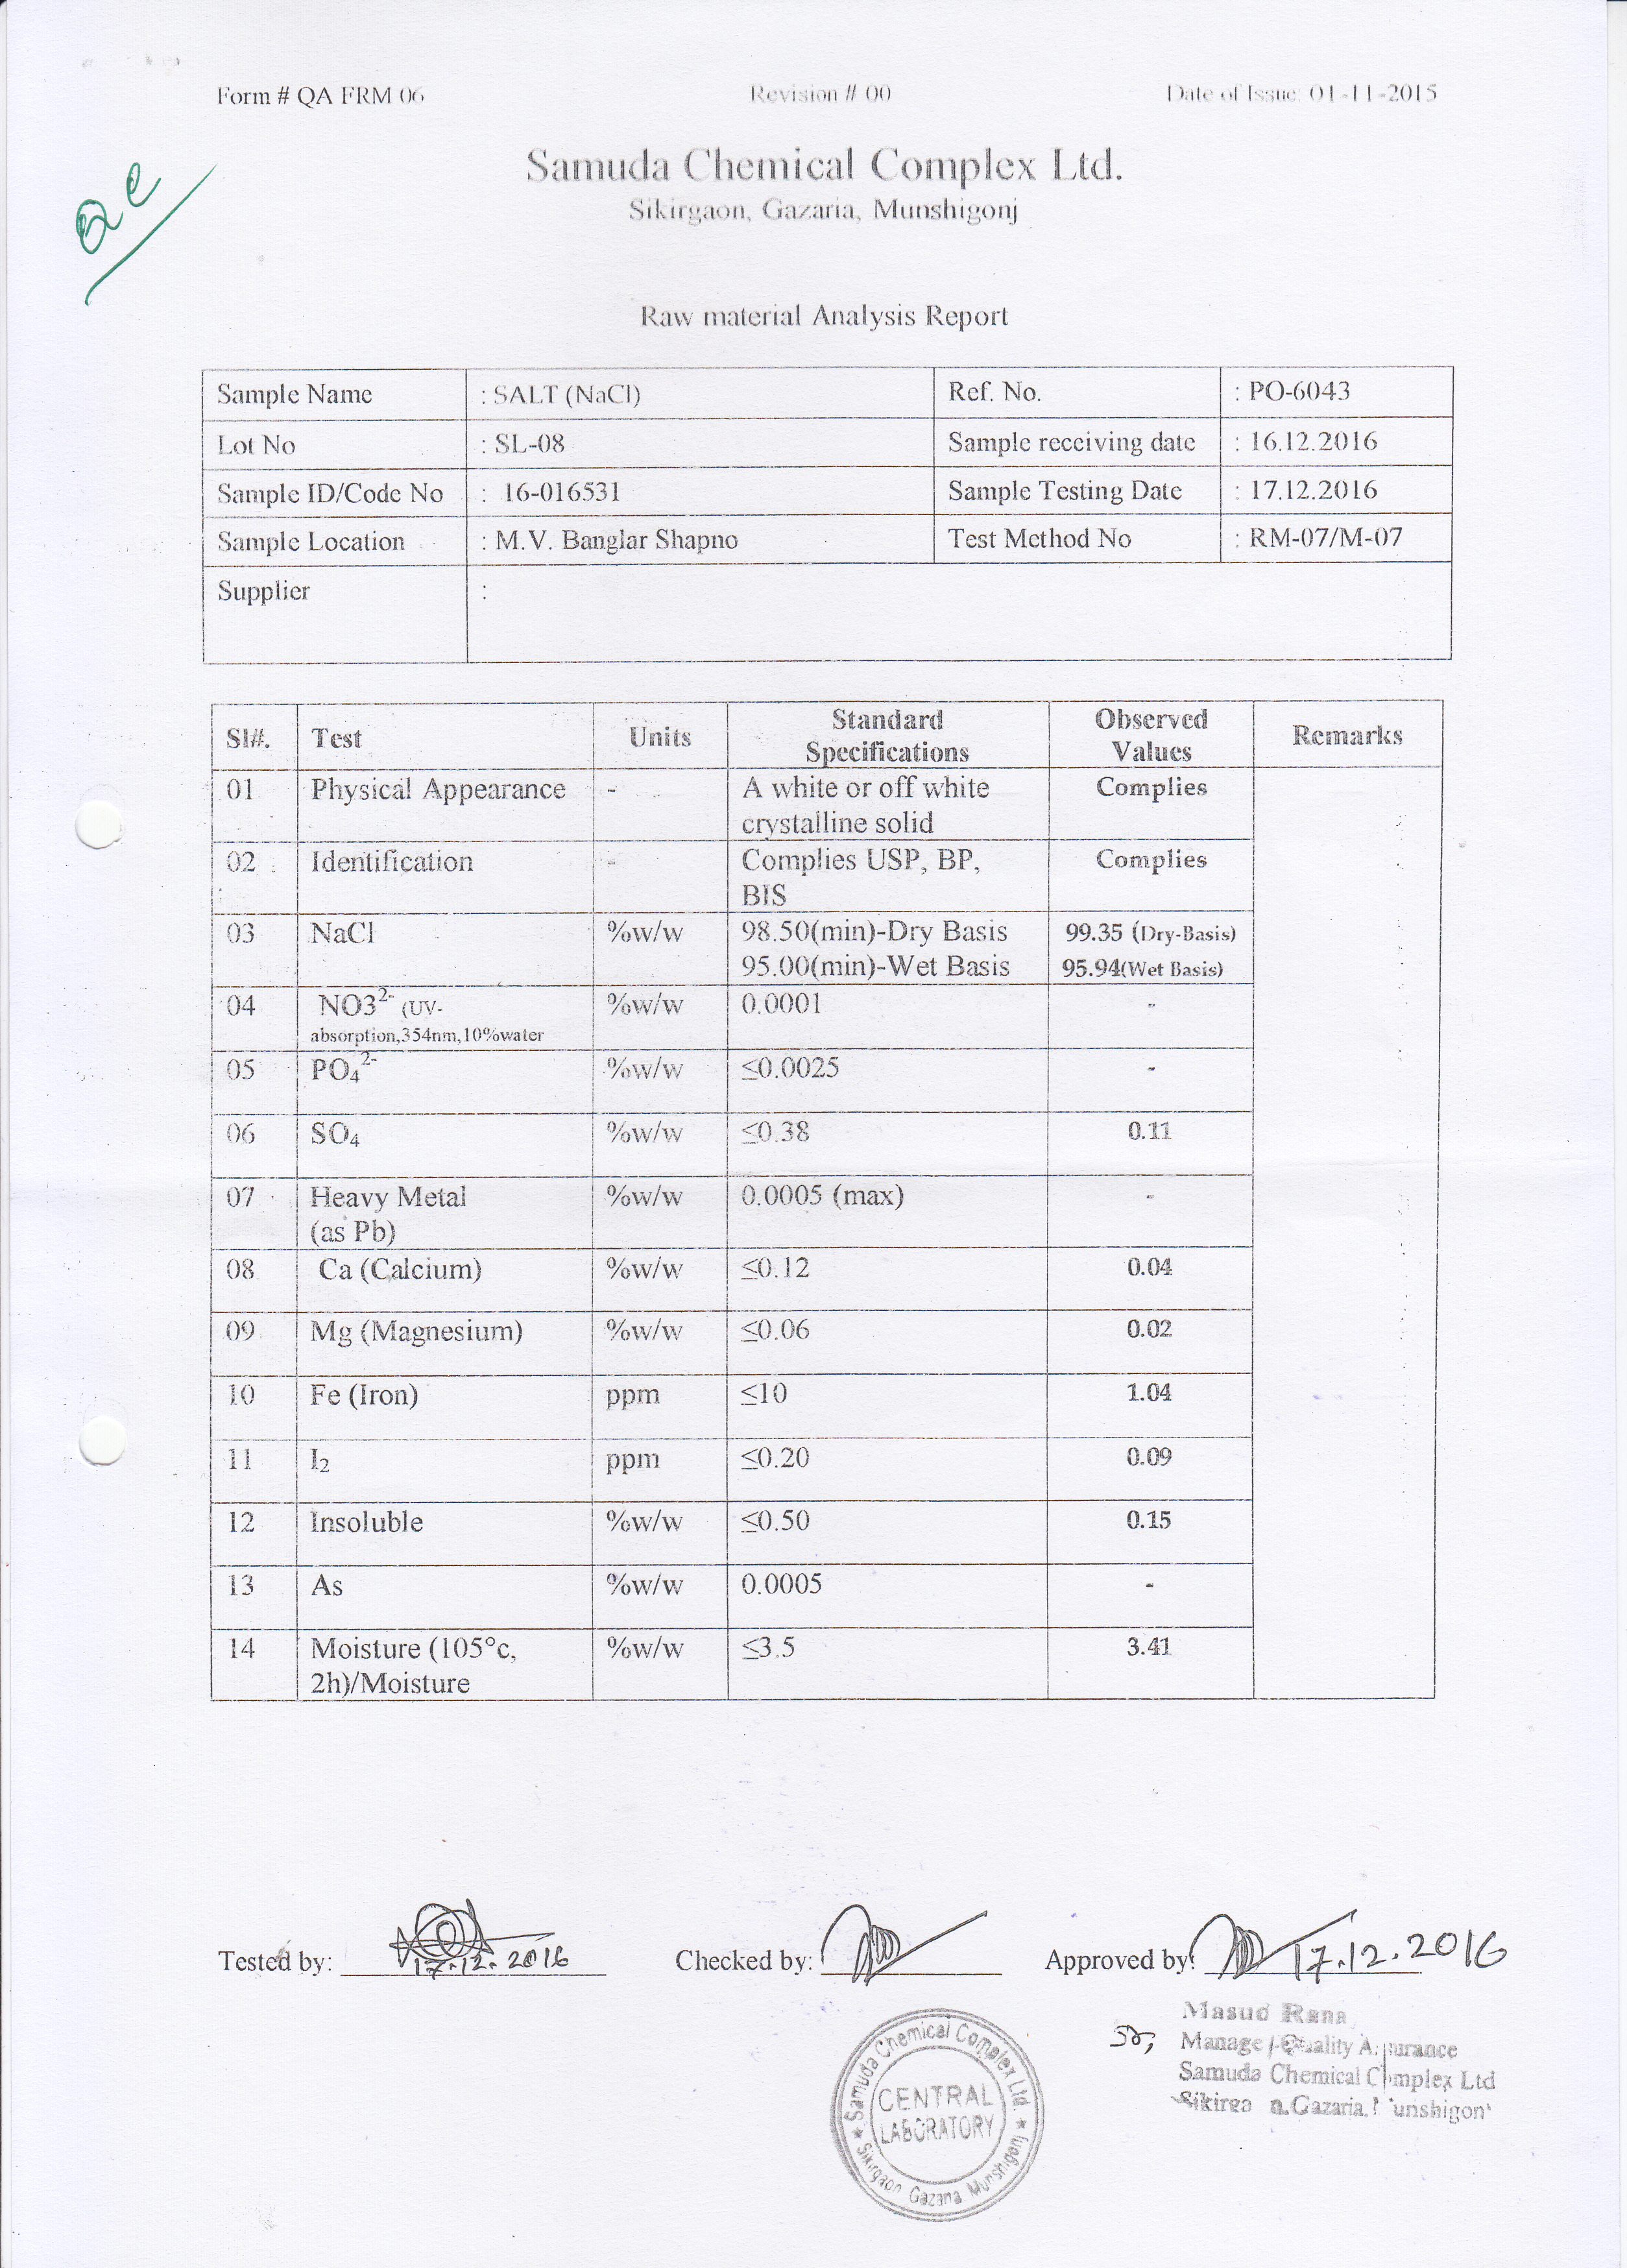 Form # QA FRM 06 Revision # 00 Date of Issue: 01-11-2015
QC
Samuda Chemical Complex Ltd.
Sikirgaon, Gazaria, Munshigonj
Raw material Analysis Report
Sample Name : SALT (NaCl) Ref. No. : PO-6043
Lot No : SL-08 Sample receiving date : 16.12.2016
Sample ID/Code No : 16-016531 Sample Testing Date : 17.12.2016
Sample Location : M.V. Banglar Shapno Test Method No : RM-07/M-07
Supplier :
Sl#. Test Units Standard Specifications Observed Values Remarks
01 Physical Appearance - A white or off white Complies
crystalline solid
02 Identification - Complies USP, BP, Complies
BIS
03 NaCl %w/w 98.50(min)-Dry Basis 99.35 (Dry-Basis)
95.00(min)-Wet Basis 95.94(Wet Basis)
04 NO3²⁻ (UV- %w/w 0.0001 -
absorption,354nm,10%water
05 PO₄²⁻ %w/w ≤0.0025 -
06 SO₄ %w/w ≤0.38 0.11
07 Heavy Metal %w/w 0.0005 (max) -
(as Pb)
08 Ca (Calcium) %w/w ≤0.12 0.04
09 Mg (Magnesium) %w/w ≤0.06 0.02
10 Fe (Iron) ppm ≤10 1.04
11 I₂ ppm ≤0.20 0.09
12 Insoluble %w/w ≤0.50 0.15
13 As %w/w 0.0005 -
14 Moisture (105°c, %w/w ≤3.5 3.41
2h)/Moisture
Tested by: 17.12.2016 Checked by: Approved by: 17.12.2016
Masud Rana
Manager Quality Assurance
Samuda Chemical Complex Ltd
Gazaria,
Samuda Chemical Complex Ltd.
CENTRAL
LABORATORY
Sikirgaon Gazaria Munshigonj